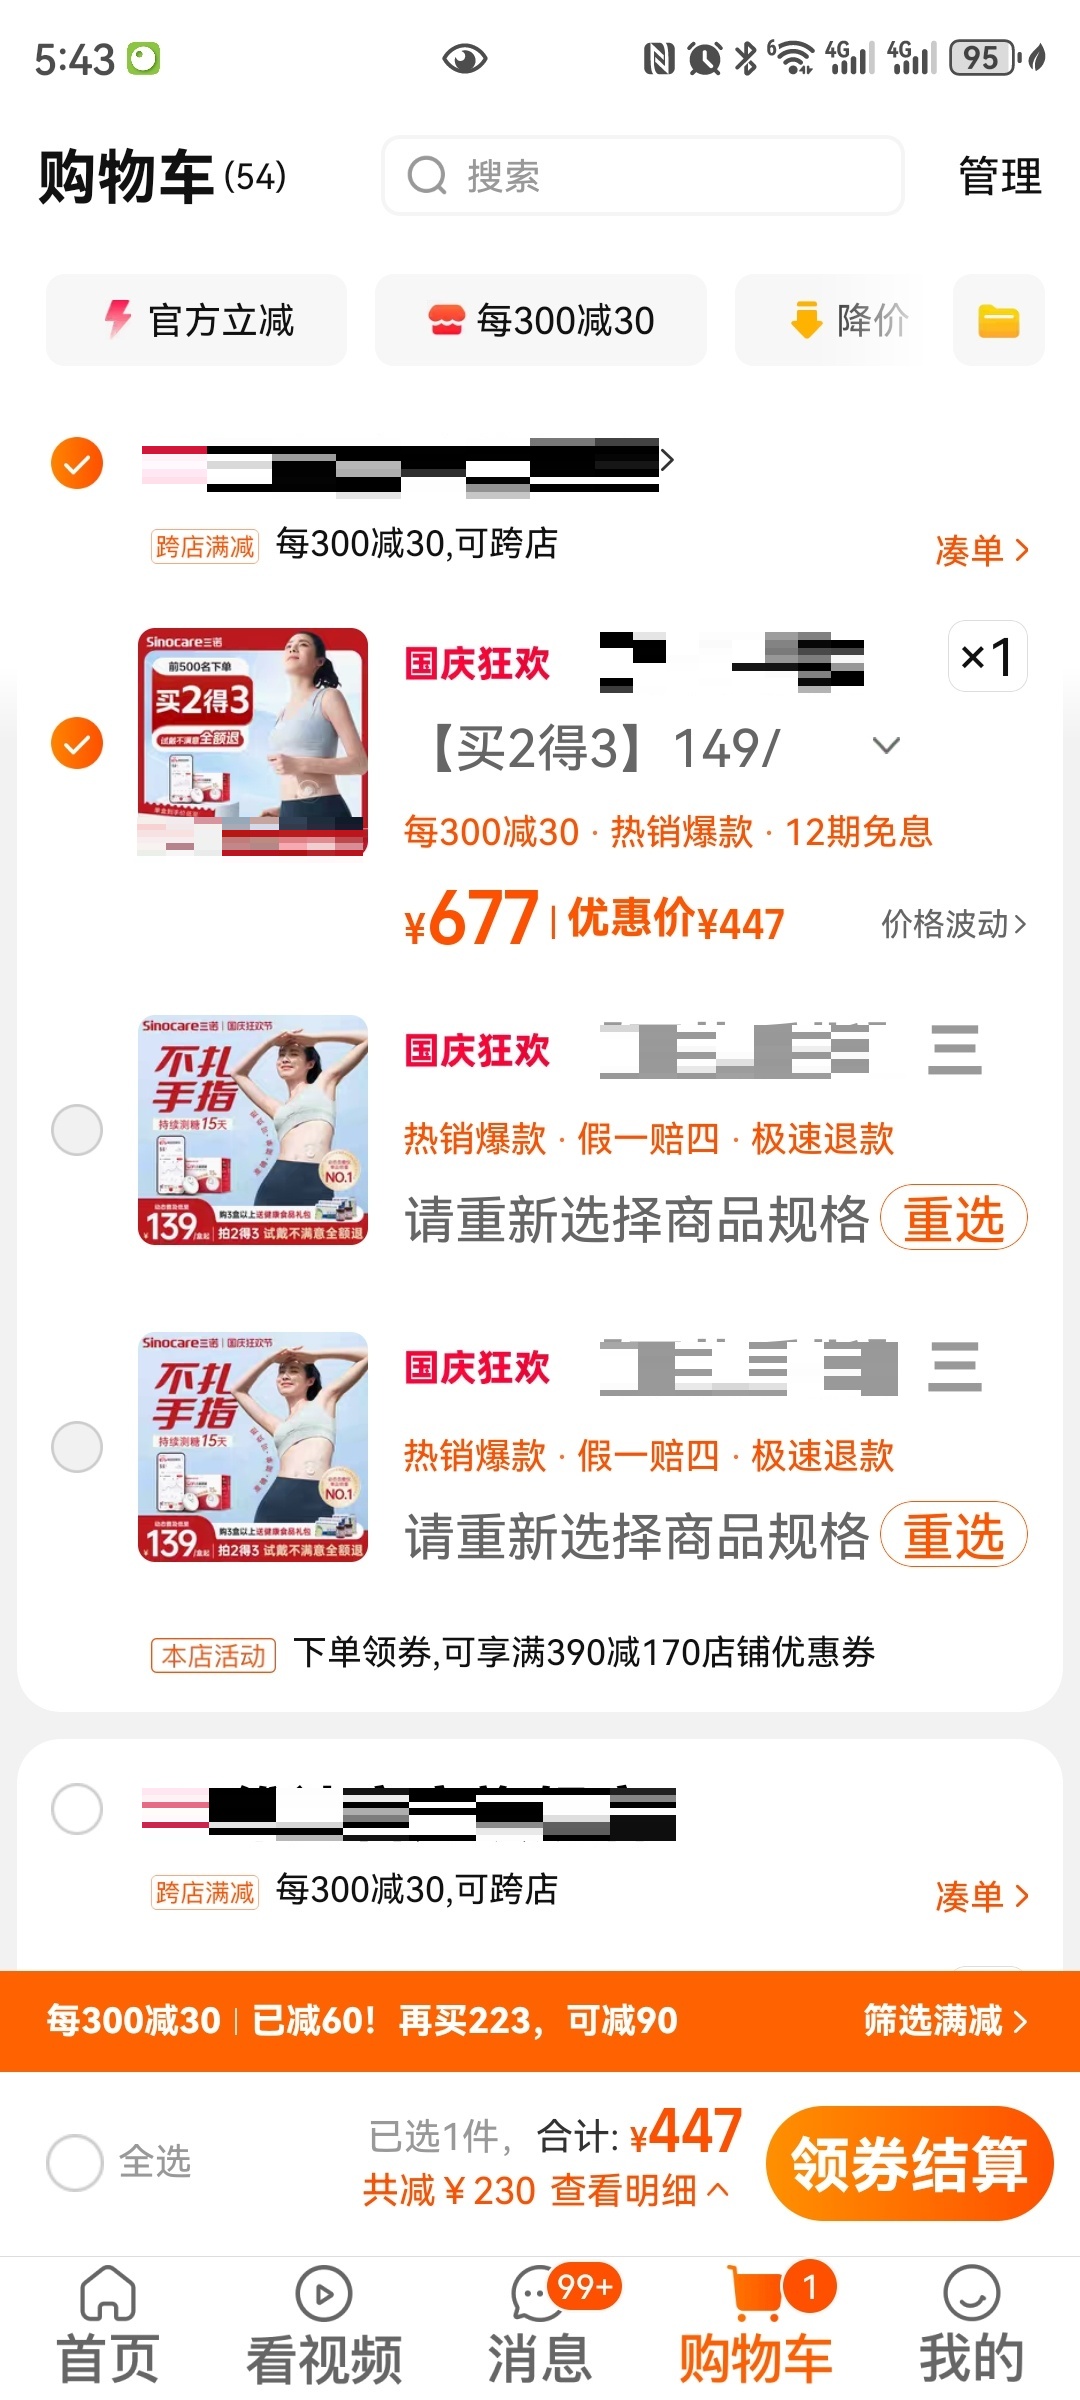 5:43
6
4G
4G
95
购物车(54)
搜索
管理
官方立减
每300减30
降价
跨店满减 每300减30,可跨店
凑单
Sinocare三诺
前500名下单
买2得3
试戴不满意全额退
国庆狂欢
×1
【买2得3】149/
每300减30 · 热销爆款 · 12期免息
¥677 优惠价¥447
价格波动
Sinocare三诺 国庆狂欢节
不扎
手指
持续测糖15天
NO.1
¥139/盒起
购3盒以上送健康食品礼包
拍2得3 试戴不满意全额退
国庆狂欢
三
热销爆款 · 假一赔四 · 极速退款
请重新选择商品规格
重选
Sinocare三诺 国庆狂欢节
不扎
手指
持续测糖15天
NO.1
¥139/盒起
购3盒以上送健康食品礼包
拍2得3 试戴不满意全额退
国庆狂欢
三
热销爆款 · 假一赔四 · 极速退款
请重新选择商品规格
重选
本店活动 下单领券,可享满390减170店铺优惠券
跨店满减 每300减30,可跨店
凑单
每300减30 已减60！再买223，可减90
筛选满减
全选
已选1件，合计:¥447
共减¥230 查看明细
领券结算
99+
1
首页
看视频
消息
购物车
我的